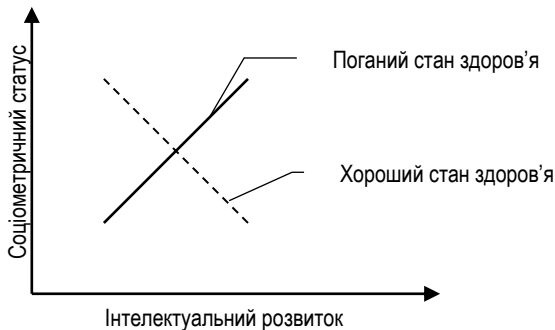 Соціометричний статус
Поганий стан здоров’я
Хороший стан здоров’я
Інтелектуальний розвиток